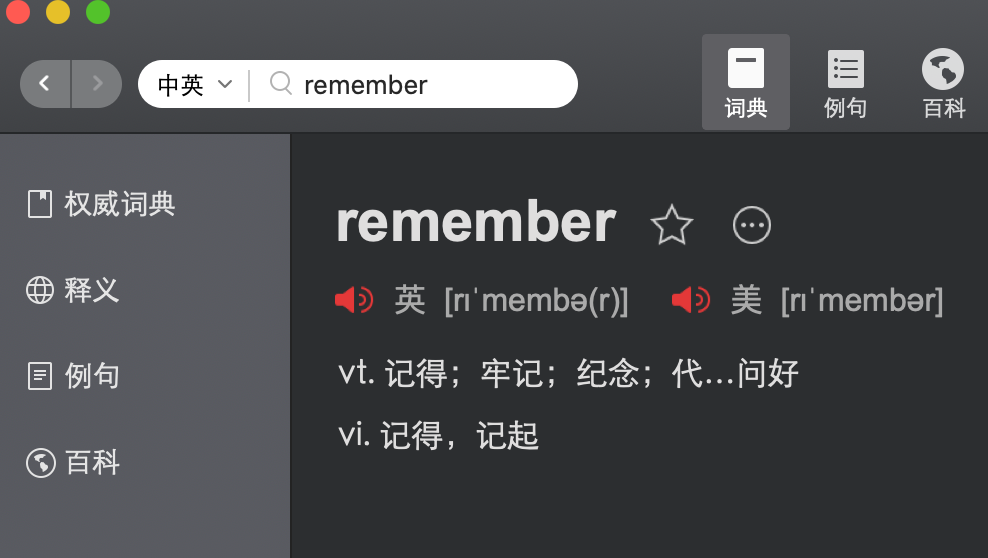 中英 remember
词典 例句 百科
权威词典
释义
例句
百科
remember
英 [rɪˈmembə(r)] 美 [rɪˈmembər]
vt. 记得；牢记；纪念；代…问好
vi. 记得，记起